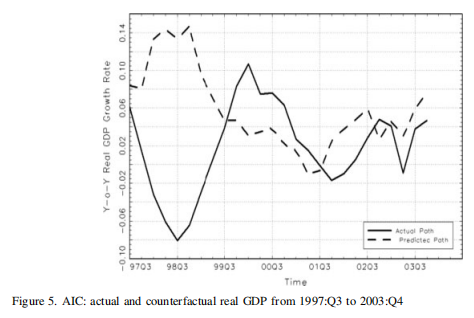 0.14
0.10
0.06
0.02
-0.02
-0.06
-0.10
Y-o-Y Real GDP Growth Rate
97Q3 98Q3 99Q3 00Q3 01Q3 02Q3 03Q3
Time
Actual Path
Predicted Path
Figure 5. AIC: actual and counterfactual real GDP from 1997:Q3 to 2003:Q4